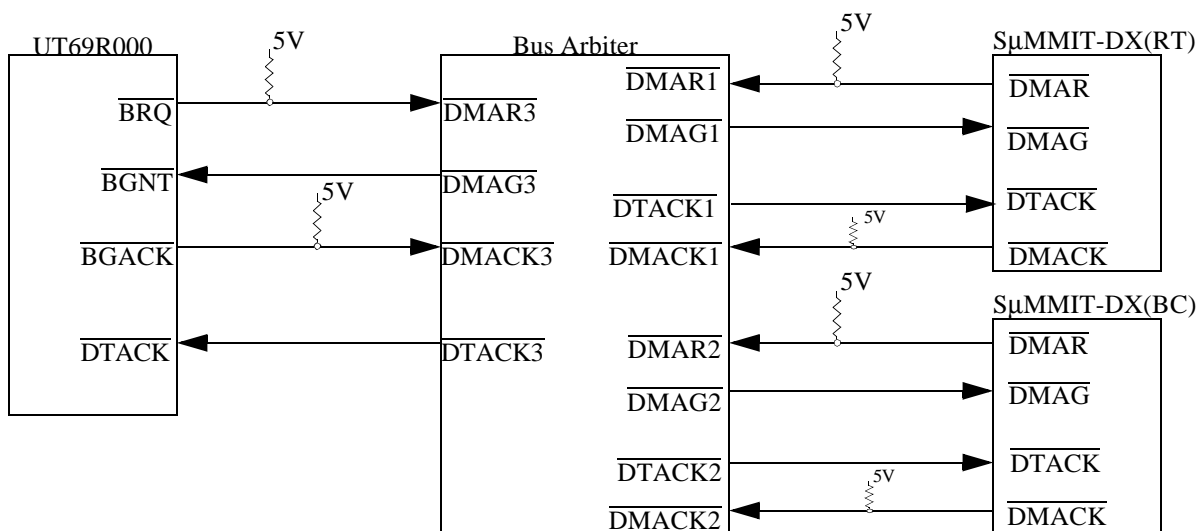 UT69R000
5V
Bus Arbiter
5V
SμMMIT-DX(RT)
BRQ
DMAR3
DMAR1
DMAR
DMAG1
DMAG
BGNT
DMAG3
5V
DTACK1
DTACK
5V
BGACK
DMACK3
DMACK1
DMACK
5V
SμMMIT-DX(BC)
DTACK
DTACK3
DMAR2
DMAR
DMAG2
DMAG
DTACK2
DTACK
5V
DMACK2
DMACK